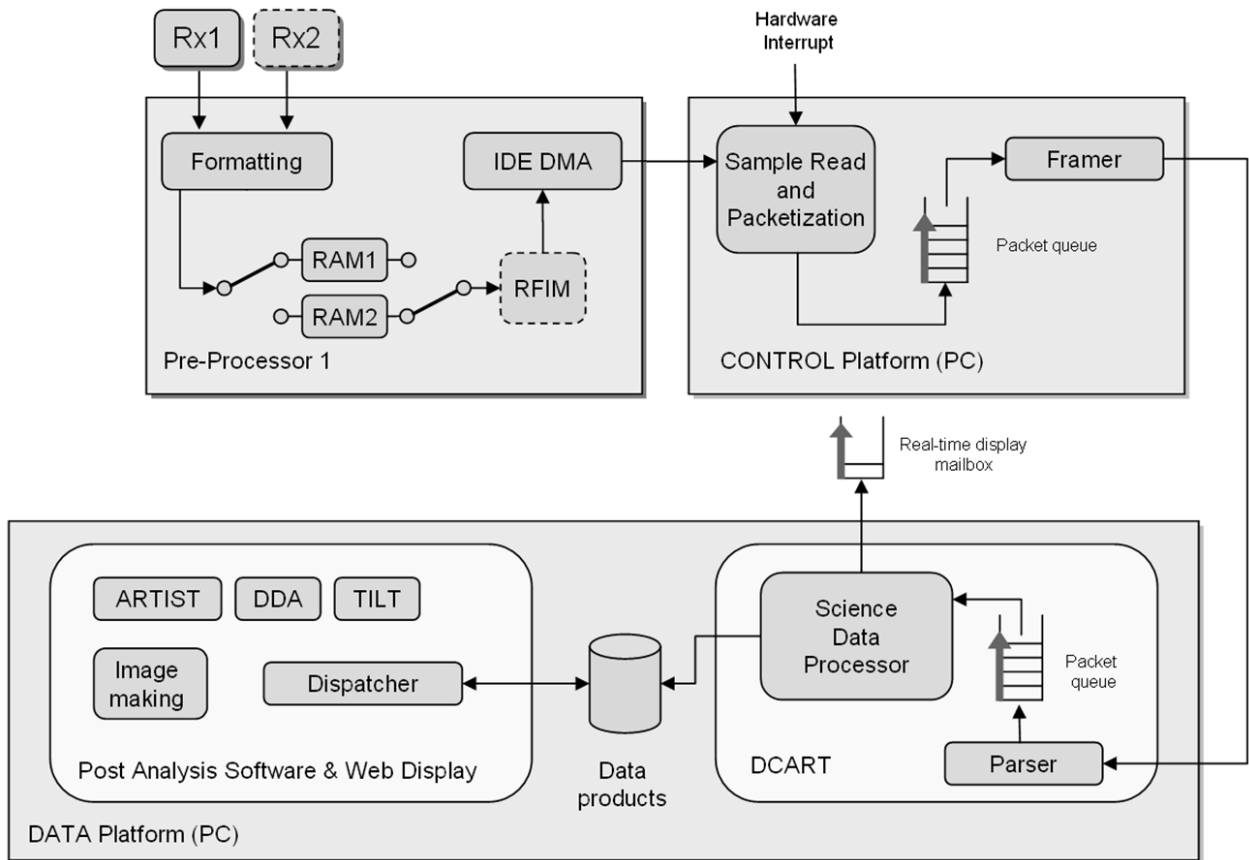 Rx1
Rx2
Hardware
Interrupt
Formatting
IDE DMA
Sample Read
and
Packetization
Framer
Packet queue
RAM1
RAM2
RFIM
Pre-Processor 1
CONTROL Platform (PC)
Real-time display
mailbox
ARTIST
DDA
TILT
Image
making
Dispatcher
Post Analysis Software & Web Display
Data
products
Science
Data
Processor
Packet
queue
Parser
DCART
DATA Platform (PC)